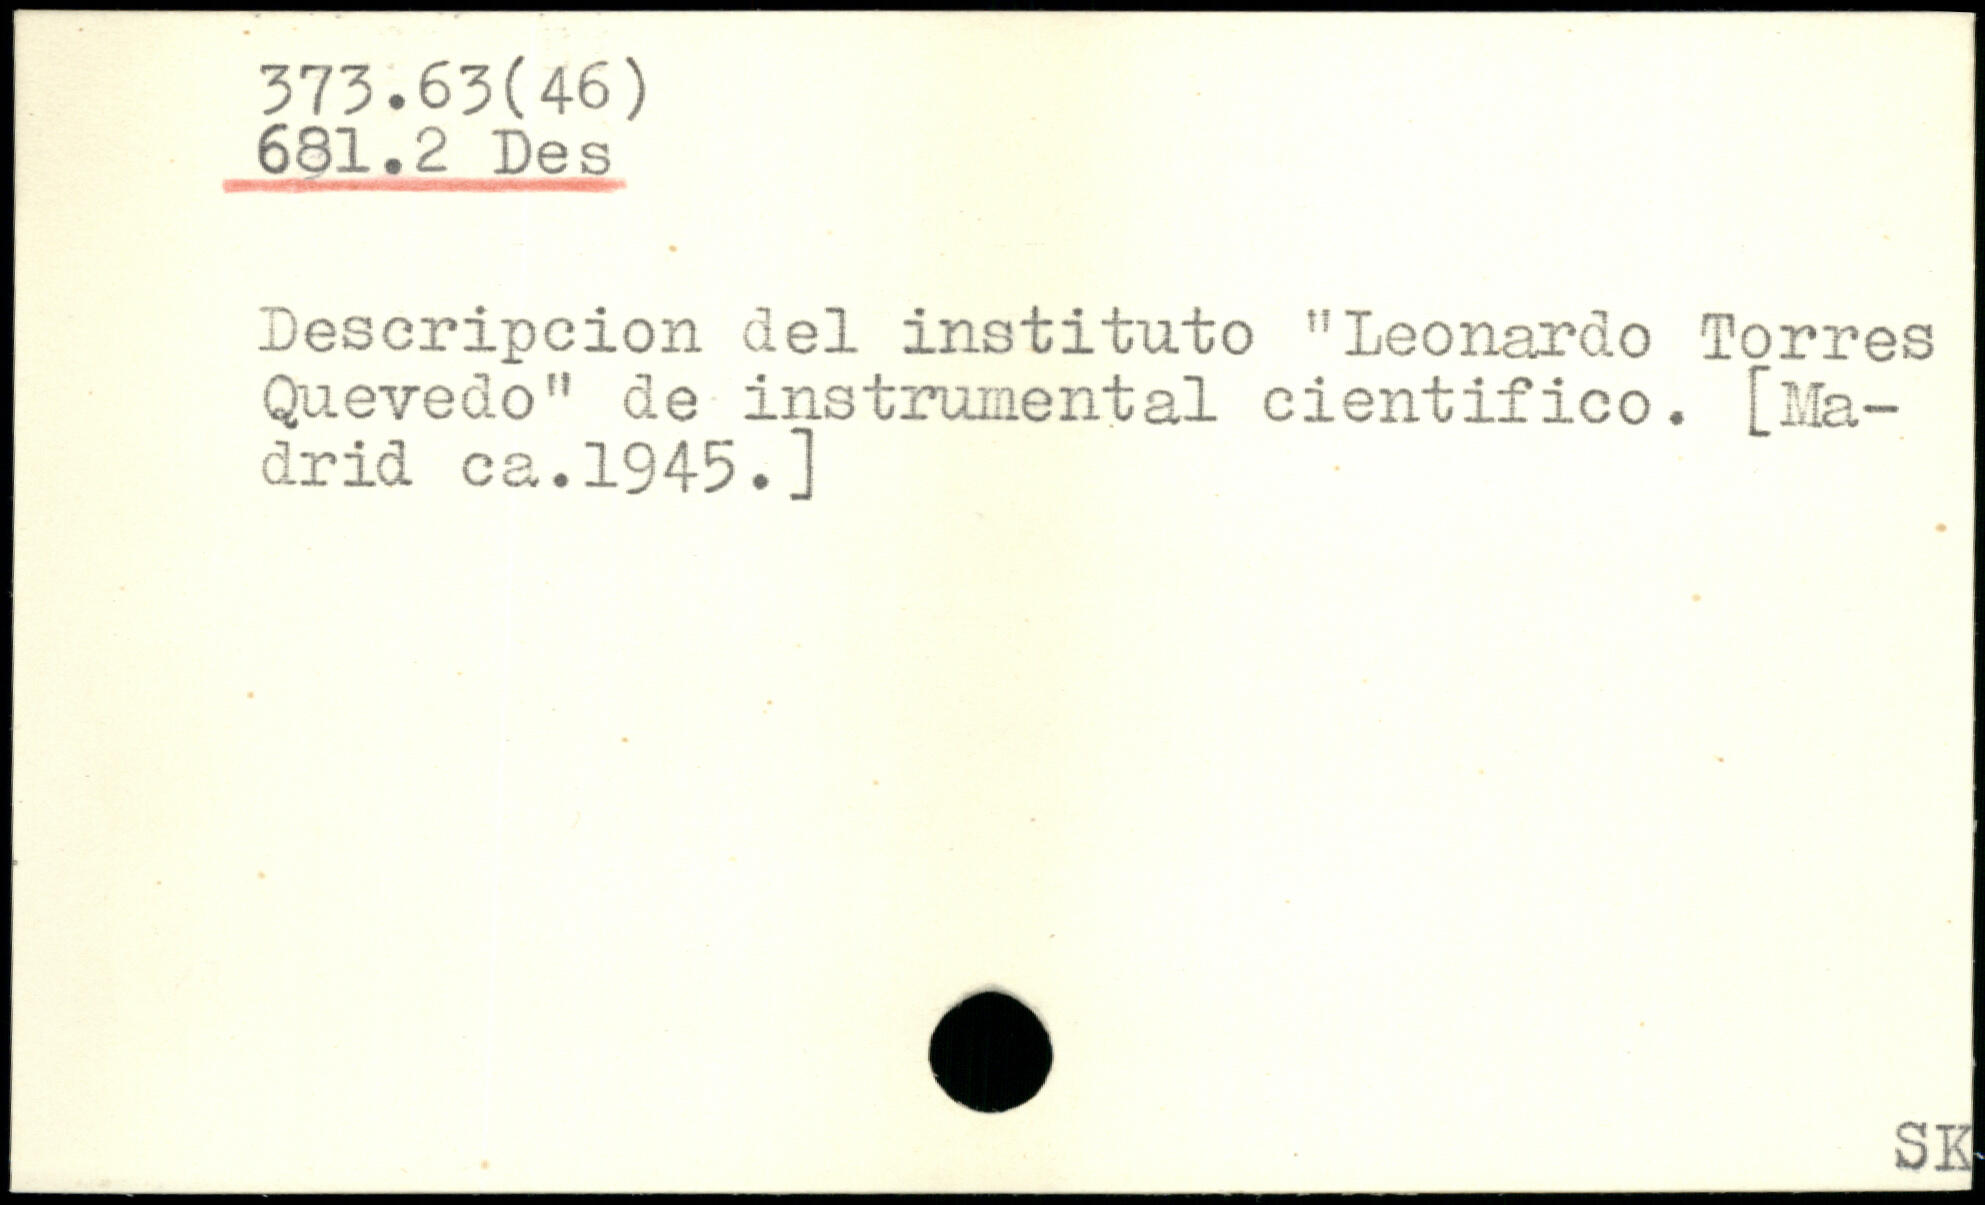 373.63(46)
681.2 Des
Descripcion del instituto "Leonardo Torres
Quevedo" de instrumental cientifico. [Ma-
drid ca.1945.]
SK